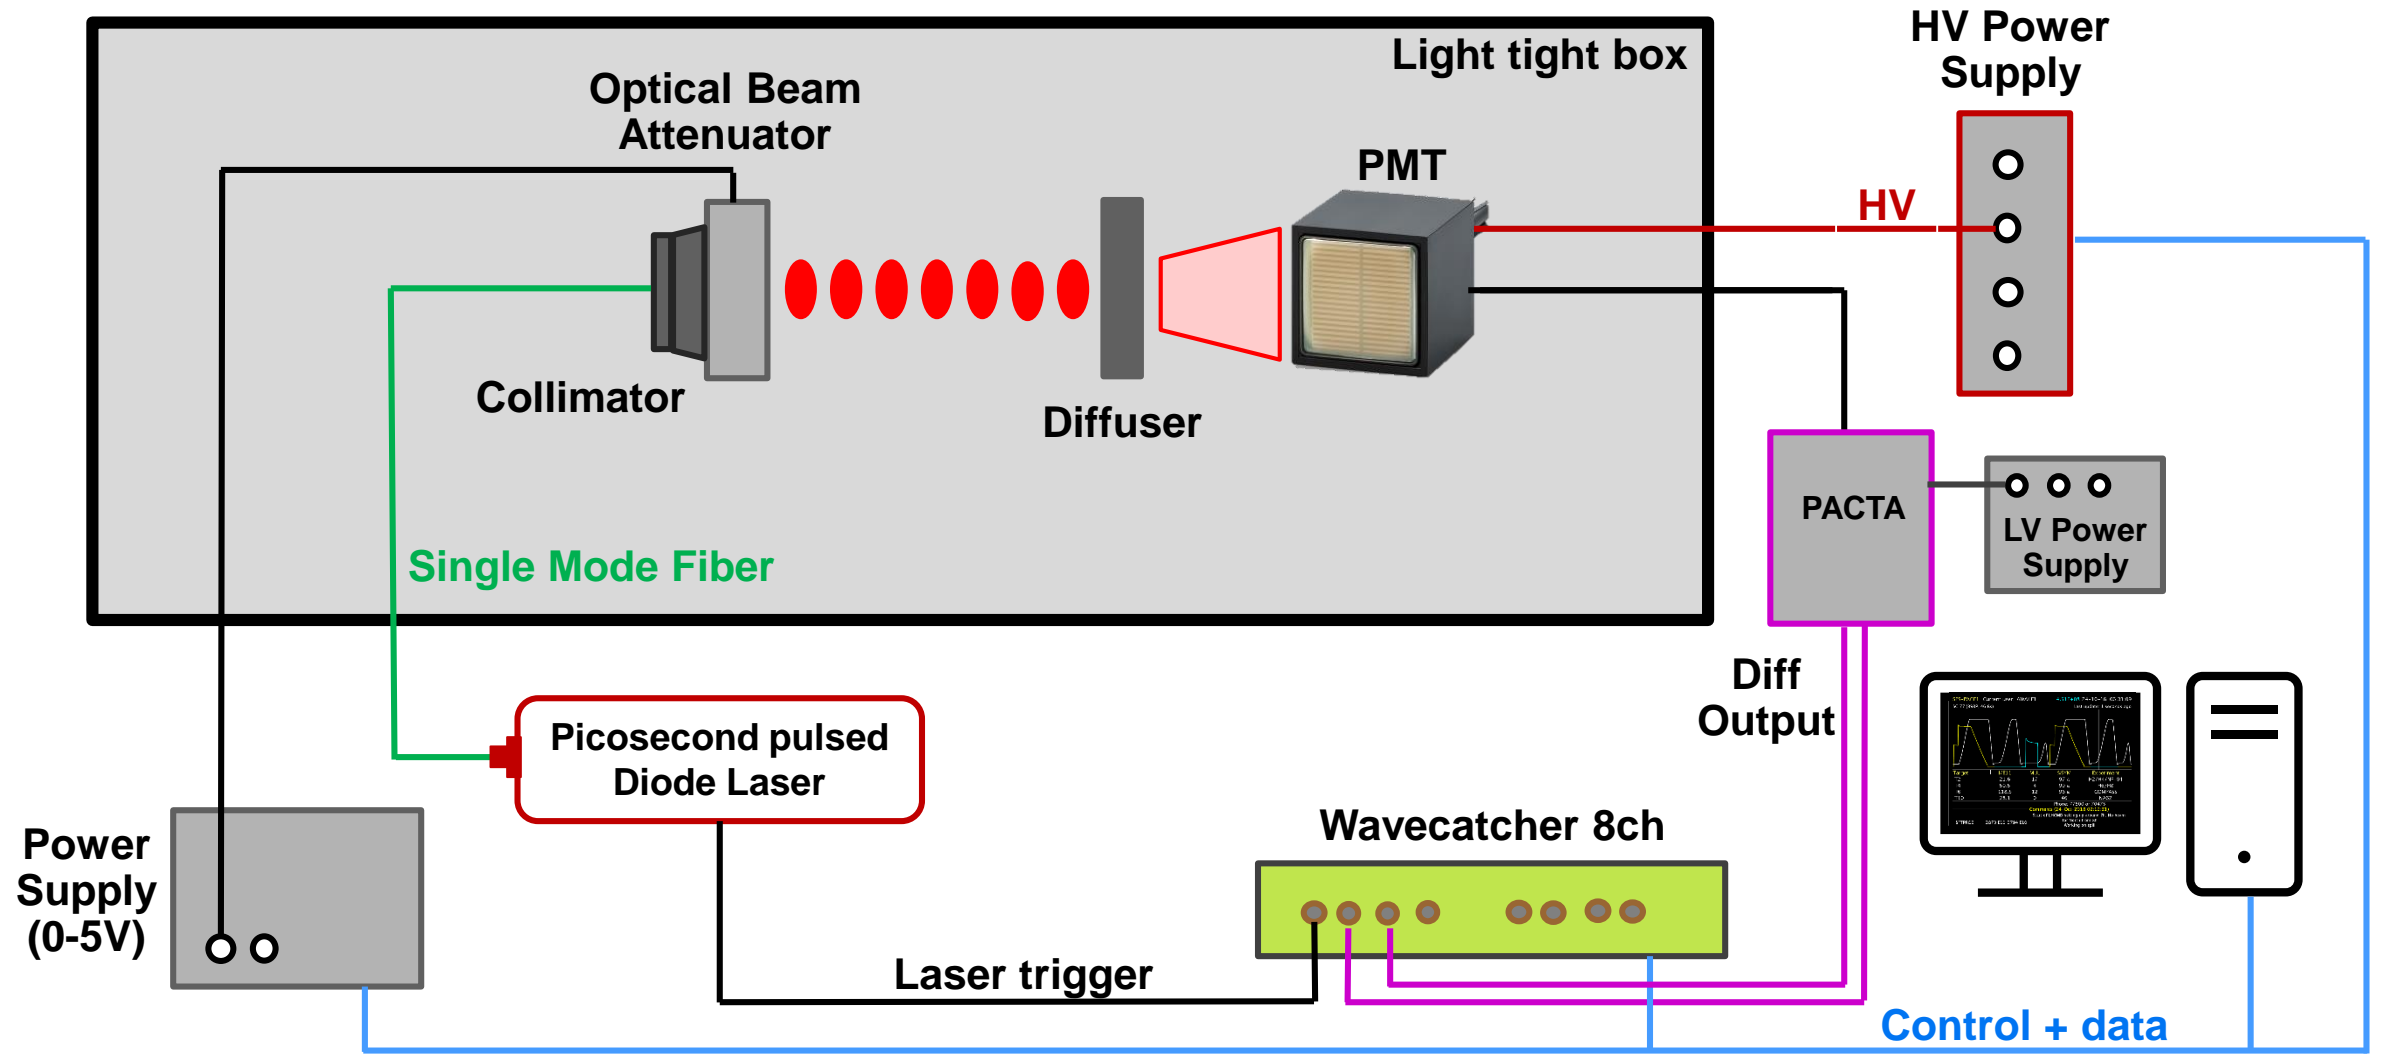 HV Power
Supply
Light tight box
Optical Beam
Attenuator
PMT
HV
Collimator
Diffuser
PACTA
LV Power
Supply
Single Mode Fiber
Diff
Output
Picosecond pulsed
Diode Laser
Wavecatcher 8ch
Power
Supply
(0-5V)
Laser trigger
Control + data